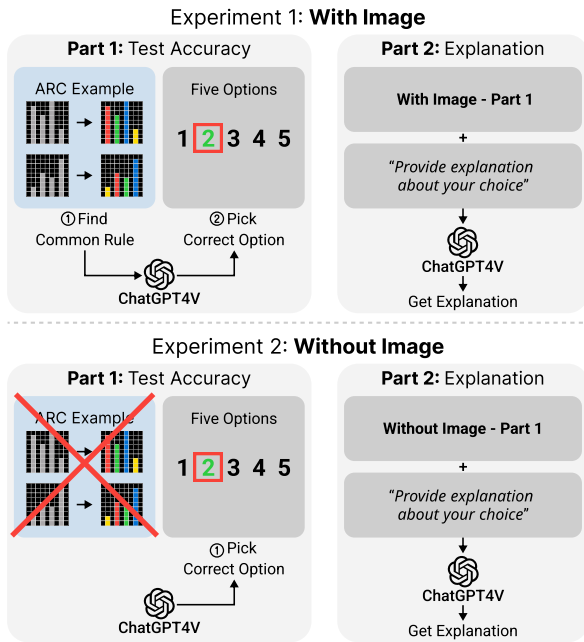 Experiment 1: With Image
Part 1: Test Accuracy
ARC Example
Five Options
1 2 3 4 5
① Find
Common Rule
② Pick
Correct Option
ChatGPT4V
Part 2: Explanation
With Image - Part 1
+
"Provide explanation
about your choice"
ChatGPT4V
Get Explanation
Experiment 2: Without Image
Part 1: Test Accuracy
ARC Example
Five Options
1 2 3 4 5
① Pick
Correct Option
ChatGPT4V
Part 2: Explanation
Without Image - Part 1
+
"Provide explanation
about your choice"
ChatGPT4V
Get Explanation